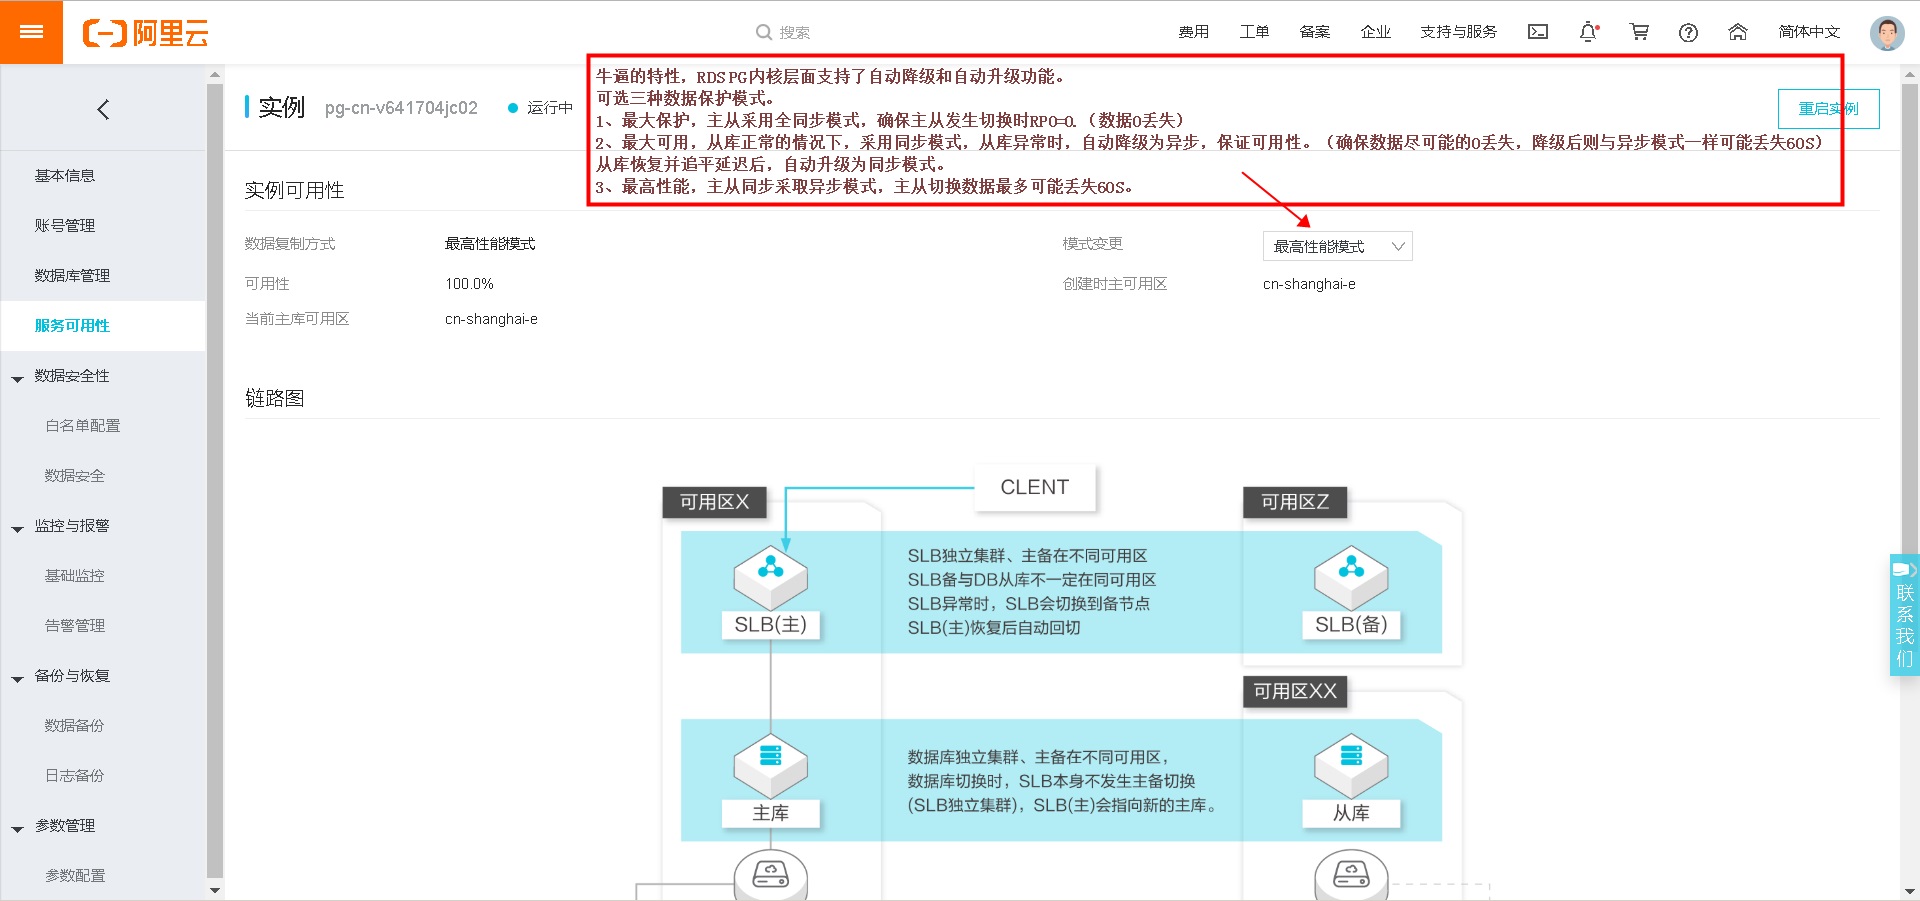 阿里云
搜索
费用
工单
备案
企业
支持与服务
简体中文
牛逼的特性，RDS PG内核层面支持了自动降级和自动升级功能。
可选三种数据保护模式。
1、最大保护，主从采用全同步模式，确保主从发生切换时RPO=0.（数据0丢失）
2、最大可用，从库正常的情况下，采用同步模式，从库异常时，自动降级为异步，保证可用性。（确保数据尽可能的0丢失，降级后则与异步模式一样可能丢失60S）
从库恢复并追平延迟后，自动升级为同步模式。
3、最高性能，主从同步采取异步模式，主从切换数据最多可能丢失60S。
实例
pg-cn-v641704jc02
运行中
重启实例
基本信息
账号管理
数据库管理
服务可用性
数据安全性
白名单配置
数据安全
监控与报警
基础监控
告警管理
备份与恢复
数据备份
日志备份
参数管理
参数配置
实例可用性
数据复制方式
最高性能模式
模式变更
最高性能模式
可用性
100.0%
创建时主可用区
cn-shanghai-e
当前主库可用区
cn-shanghai-e
链路图
CLENT
可用区X
可用区Z
SLB独立集群、主备在不同可用区
SLB备与DB从库不一定在同可用区
SLB异常时，SLB会切换到备节点
SLB(主)恢复后自动回切
SLB(主)
SLB(备)
可用区XX
数据库独立集群、主备在不同可用区，
数据库切换时，SLB本身不发生主备切换
(SLB独立集群)，SLB(主)会指向新的主库。
主库
从库
联系我们